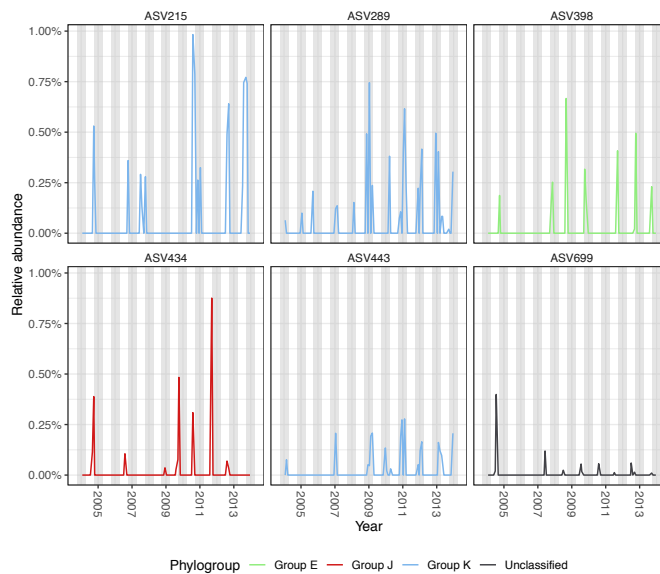 ASV215 ASV289 ASV398
1.00%
0.75%
0.50%
0.25%
0.00%
ASV434 ASV443 ASV699
1.00%
0.75%
0.50%
0.25%
0.00%
Relative abundance
2005 2007 2009 2011 2013 2005 2007 2009 2011 2013 2005 2007 2009 2011 2013
Year
Phylogroup Group E Group J Group K Unclassified